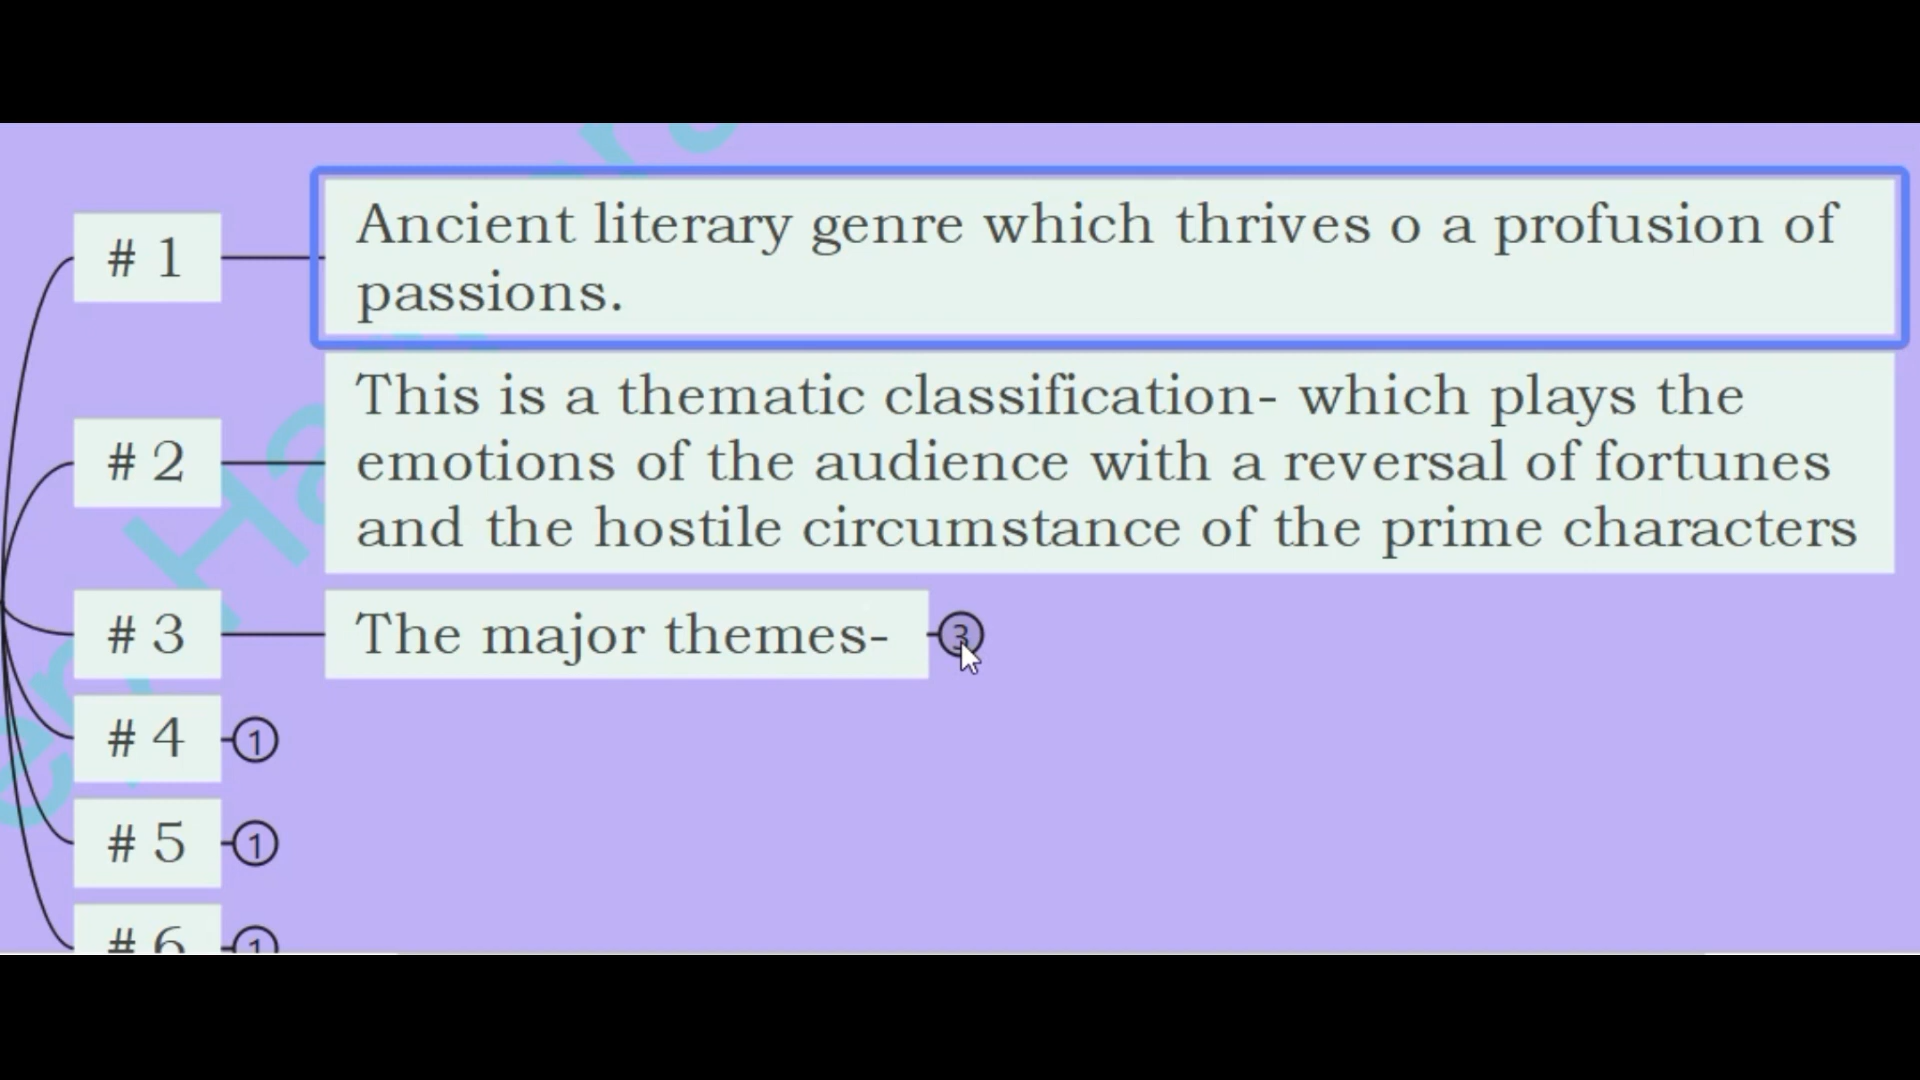 # 1
Ancient literary genre which thrives o a profusion of
passions.
# 2
This is a thematic classification- which plays the
emotions of the audience with a reversal of fortunes
and the hostile circumstance of the prime characters
# 3
The major themes-
3
# 4
1
# 5
1
# 6
1